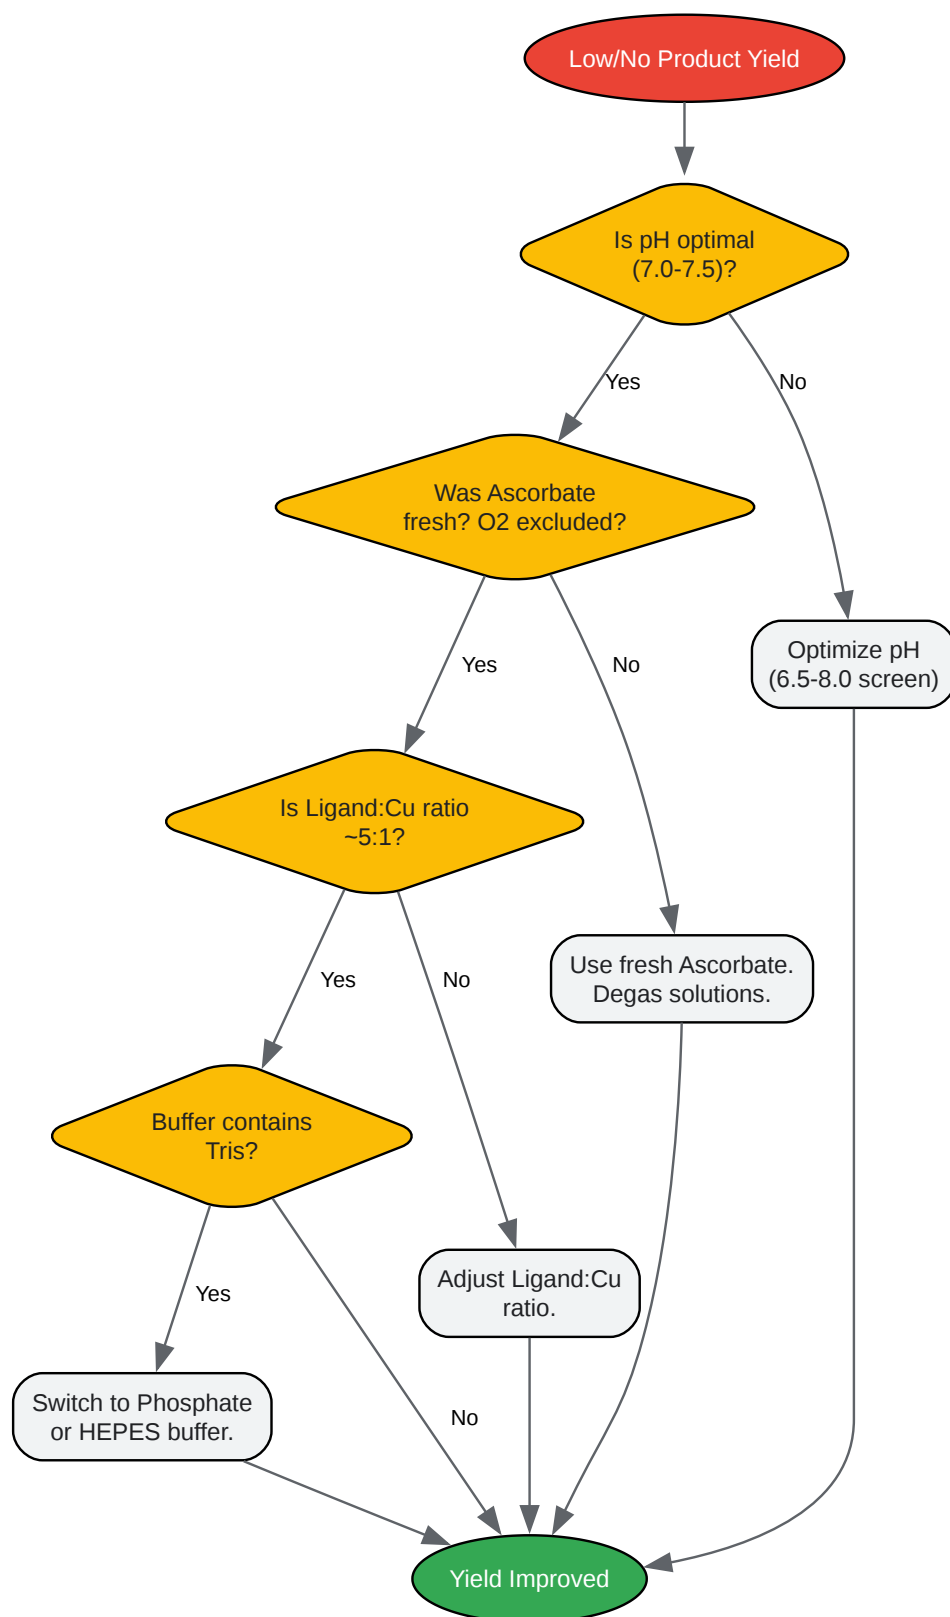 Low/No Product Yield
Is pH optimal
(7.0-7.5)?
Yes
No
Was Ascorbate
fresh? O2 excluded?
Yes
No
Optimize pH
(6.5-8.0 screen)
Is Ligand:Cu ratio
~5:1?
Yes
No
Use fresh Ascorbate.
Degas solutions.
Buffer contains
Tris?
Yes
No
Adjust Ligand:Cu
ratio.
Switch to Phosphate
or HEPES buffer.
Yield Improved